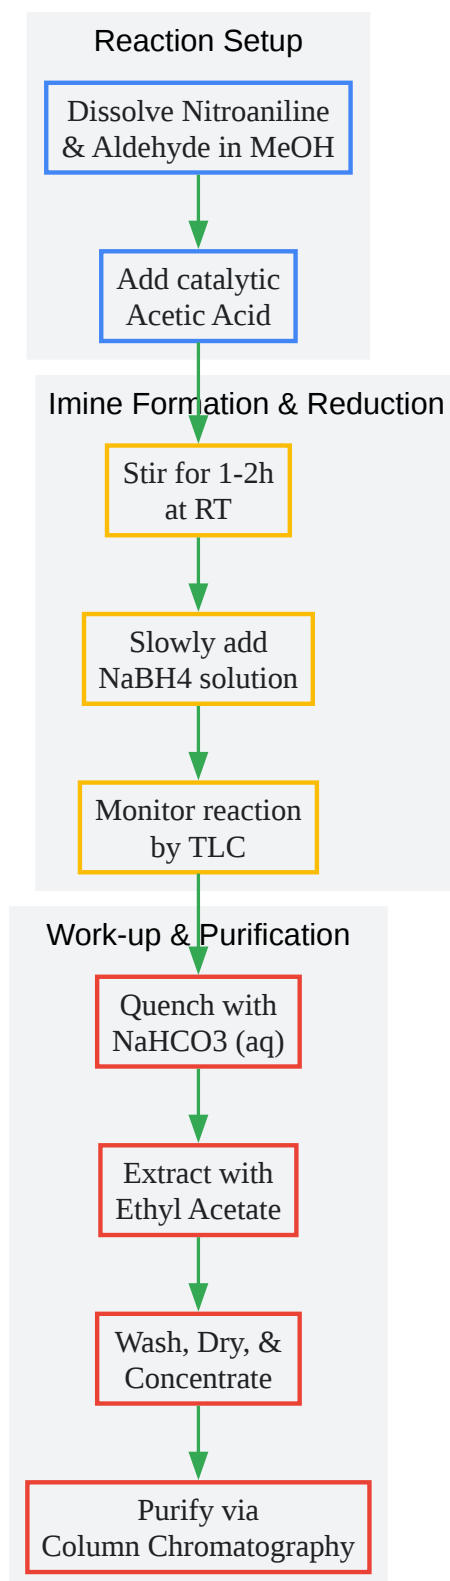 Reaction Setup
Dissolve Nitroaniline
& Aldehyde in MeOH
Add catalytic
Acetic Acid
Imine Formation & Reduction
Stir for 1-2h
at RT
Slowly add
NaBH4 solution
Monitor reaction
by TLC
Work-up & Purification
Quench with
NaHCO3 (aq)
Extract with
Ethyl Acetate
Wash, Dry, &
Concentrate
Purify via
Column Chromatography